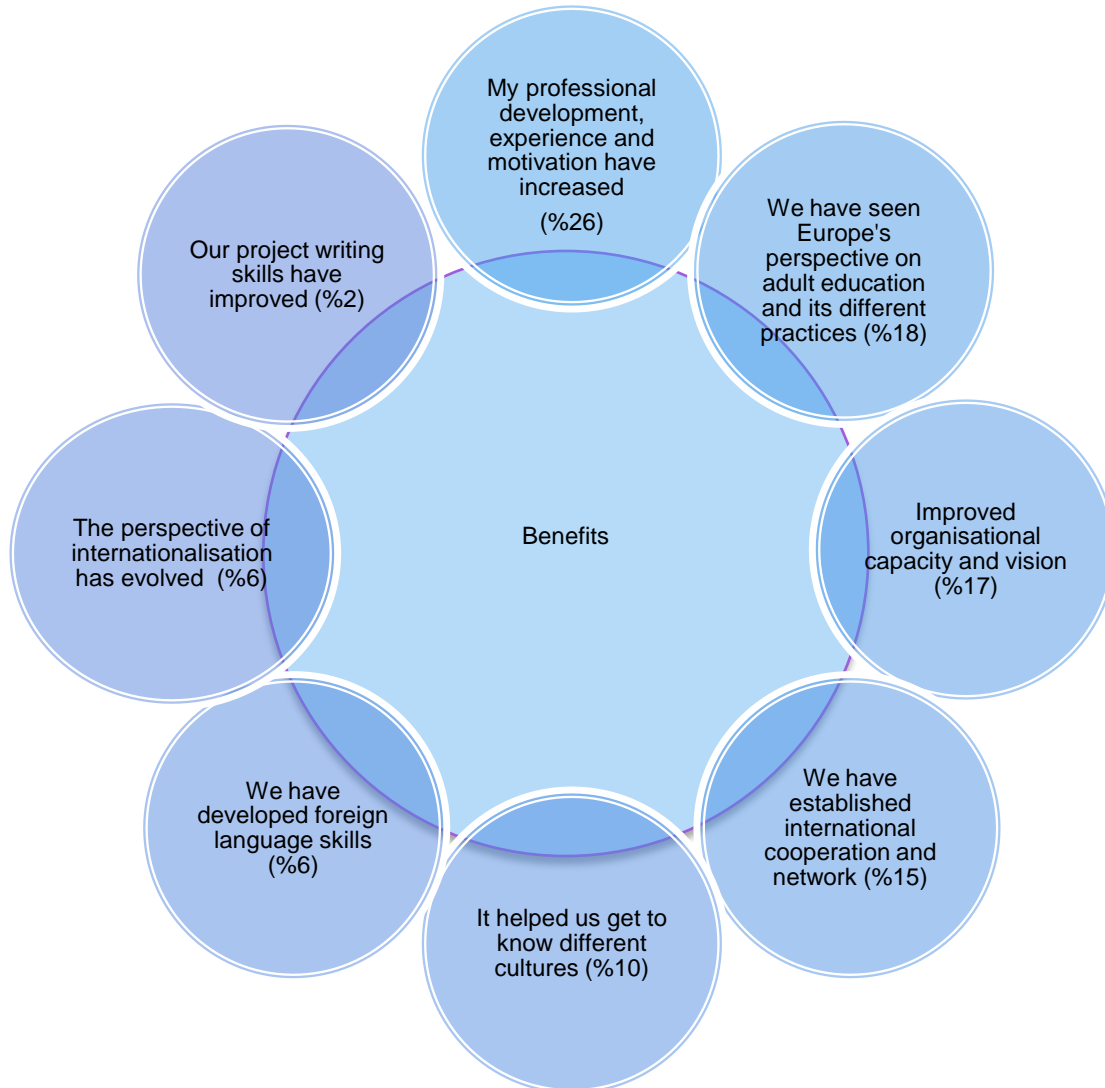 My professional
development,
experience and
motivation have
increased
(%26)
We have seen
Europe's
perspective on
adult education
and its different
practices (%18)
Improved
organisational
capacity and vision
(%17)
We have
established
international
cooperation and
network (%15)
It helped us get to
know different
cultures (%10)
We have
developed foreign
language skills
(%6)
The perspective of
internationalisation
has evolved  (%6)
Our project writing
skills have
improved (%2)
Benefits